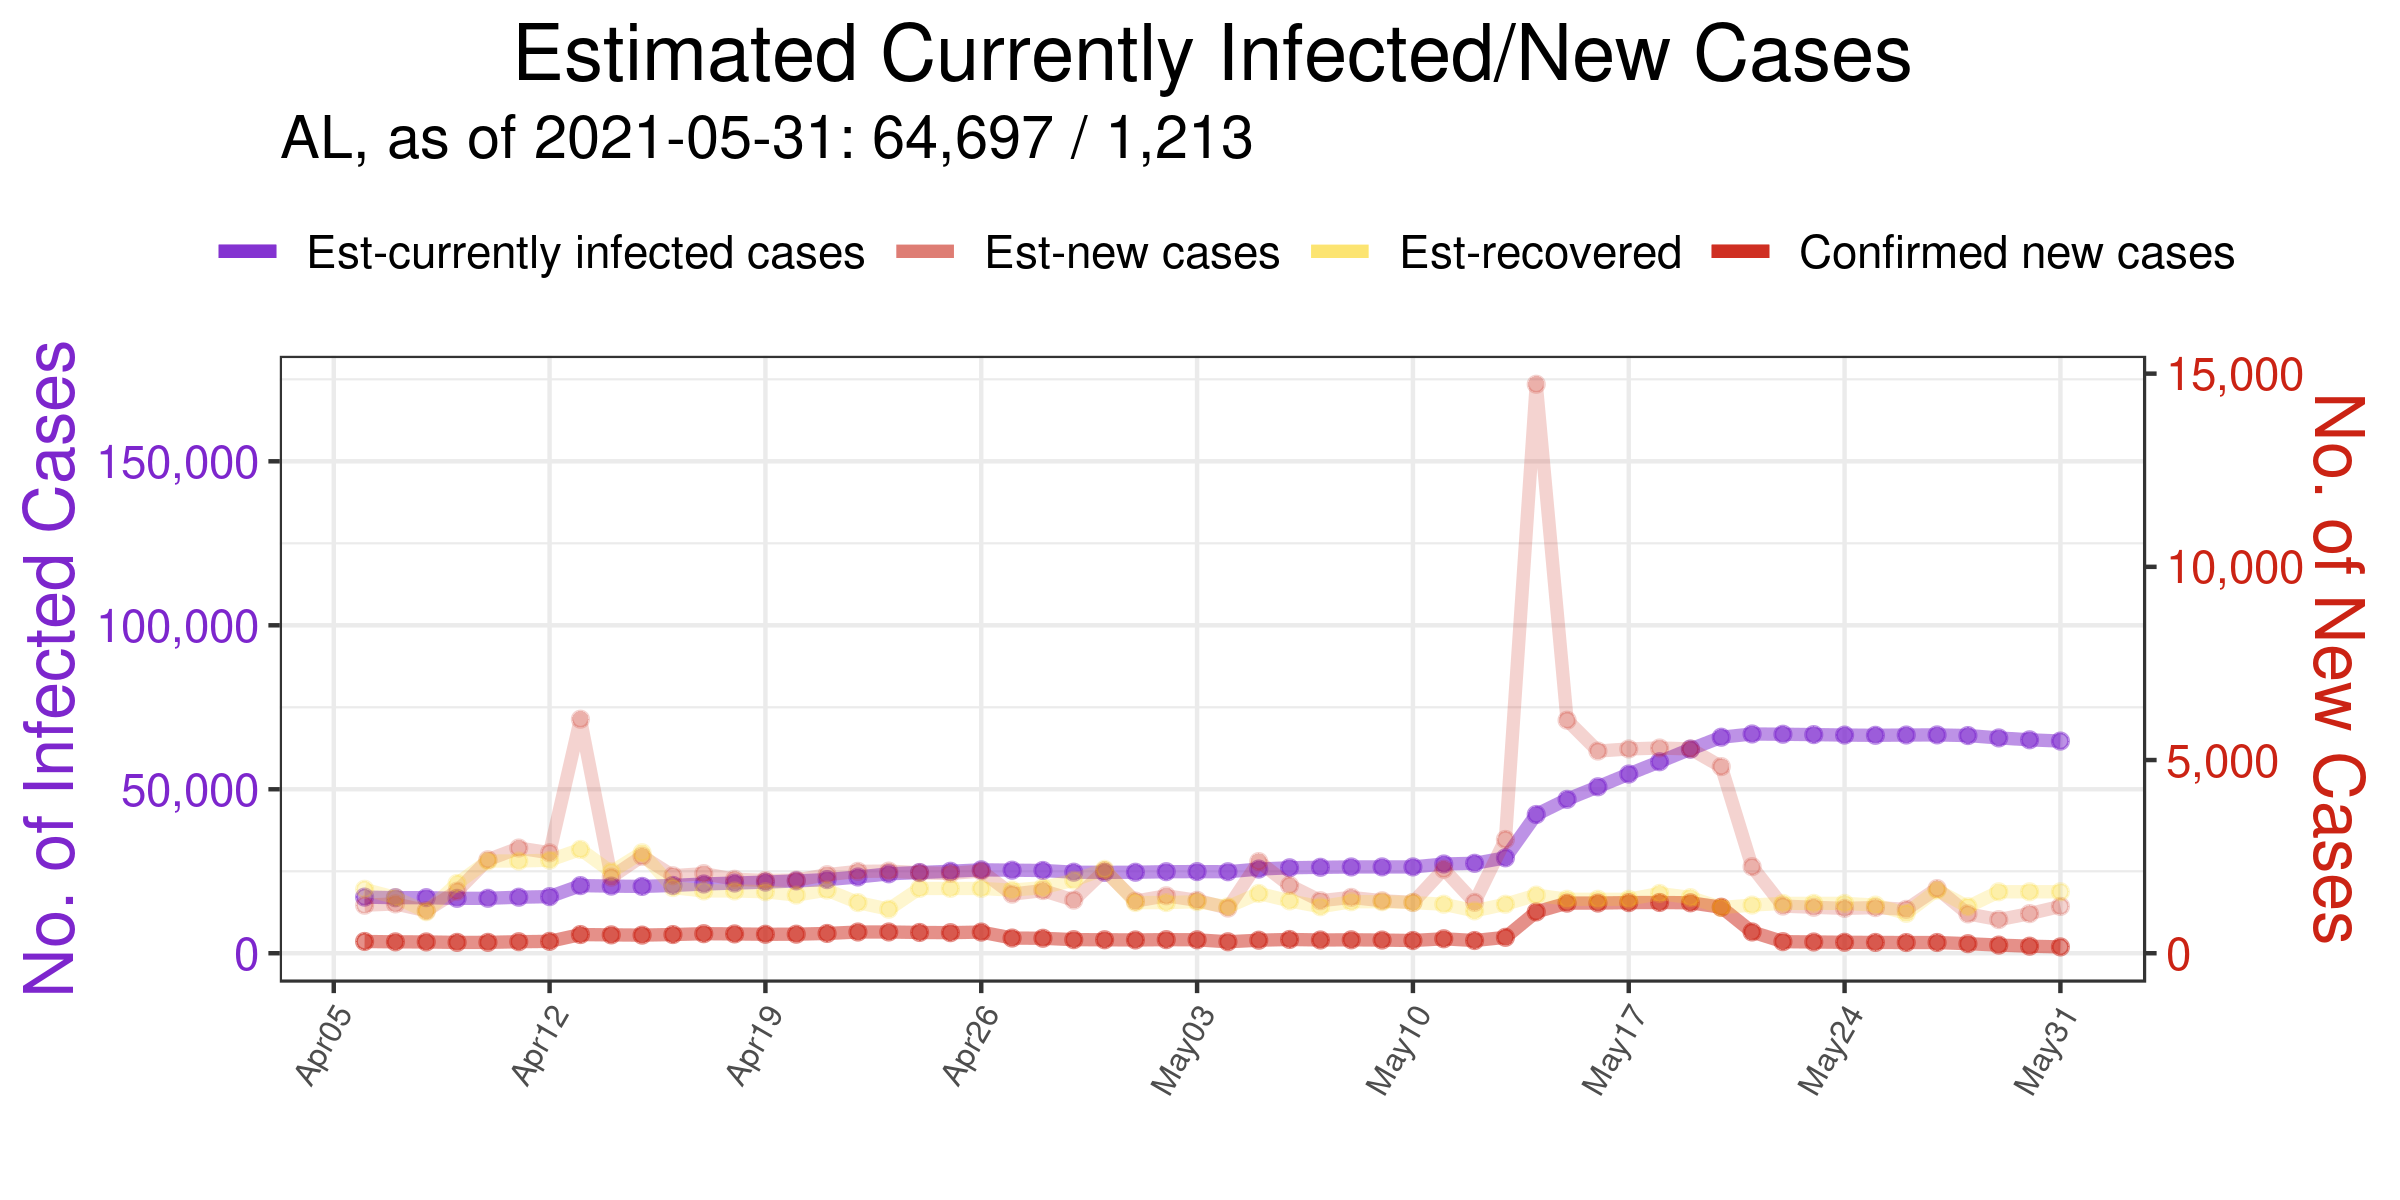 Estimated Currently Infected/New Cases
AL, as of 2021-05-31: 64,697 / 1,213
Est-currently infected cases Est-new cases Est-recovered Confirmed new cases
No. of Infected Cases
150,000
100,000
50,000
0
15,000
10,000
5,000
0
No. of New Cases
Apr05 Apr12 Apr19 Apr26 May03 May10 May17 May24 May31